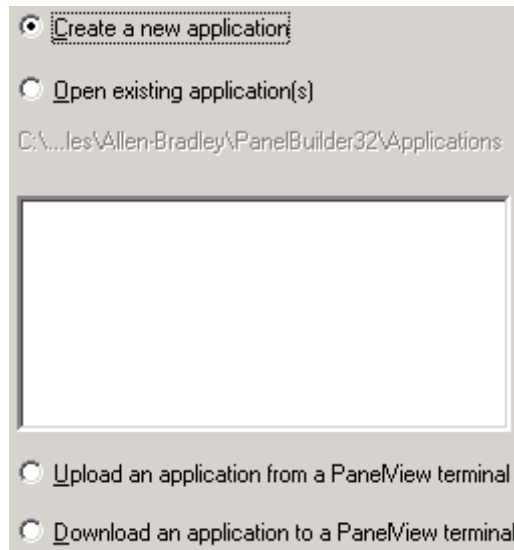 Create a new application
Open existing application(s)
C:\...les\Allen-Bradley\PanelBuilder32\Applications
Upload an application from a PanelView terminal
Download an application to a PanelView terminal